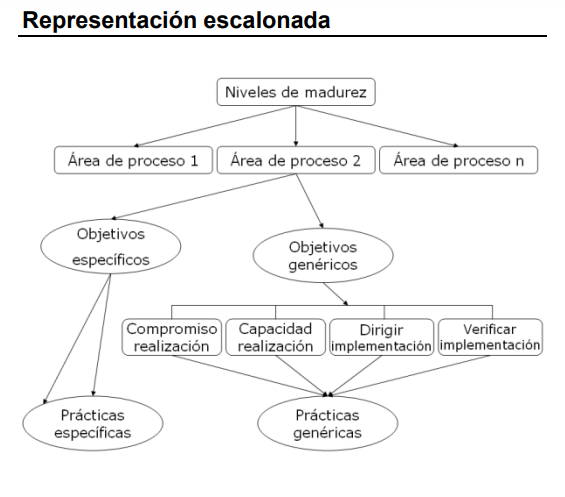 Representación escalonada
Niveles de madurez
Área de proceso 1
Área de proceso 2
Área de proceso n
Objetivos
específicos
Objetivos
genéricos
Compromiso
realización
Capacidad
realización
Dirigir
implementación
Verificar
implementación
Prácticas
específicas
Prácticas
genéricas